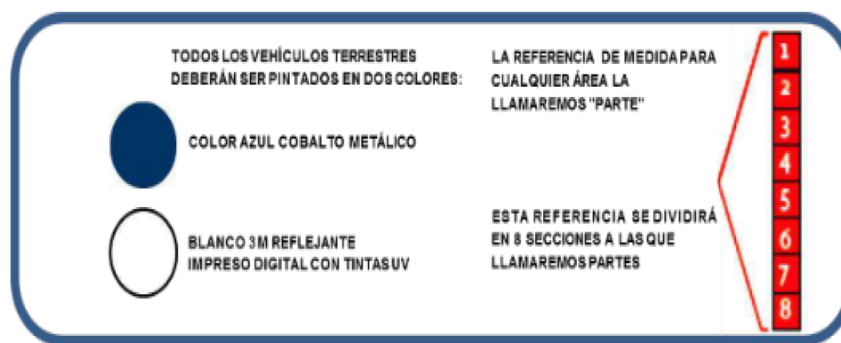 TODOS LOS VEHÍCULOS TERRESTRES
DEBERÁN SER PINTADOS EN DOS COLORES:
COLOR AZUL COBALTO METÁLICO
BLANCO 3M REFLEJANTE
IMPRESO DIGITAL CON TINTAS UV
LA REFERENCIA DE MEDIDA PARA
CUALQUIER ÁREA LA
LLAMAREMOS "PARTE"
ESTA REFERENCIA SE DIVIDIRÁ
EN 8 SECCIONES A LAS QUE
LLAMAREMOS PARTES
1
2
3
4
5
6
7
8